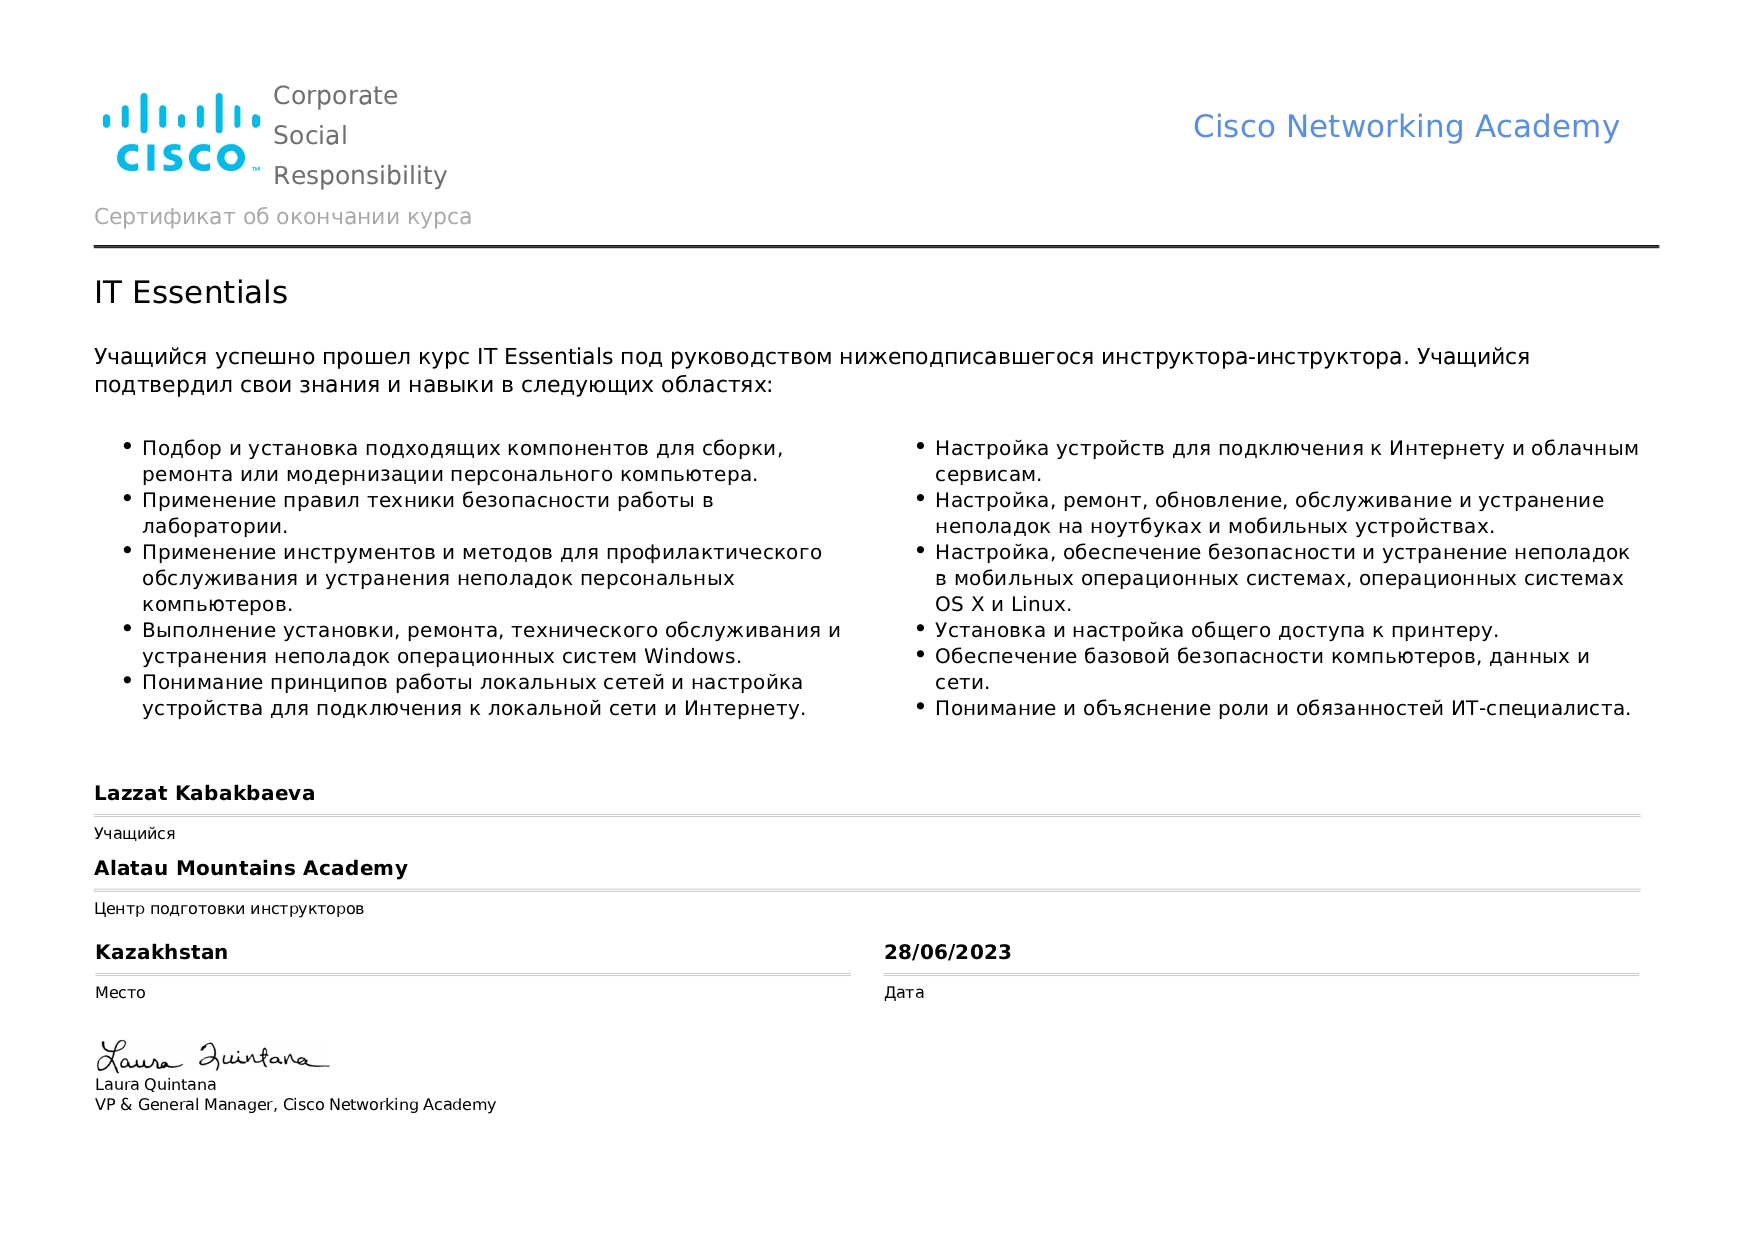 Corporate
Social
Responsibility
CISCO™
Cisco Networking Academy
Сертификат об окончании курса
IT Essentials
Учащийся успешно прошел курс IT Essentials под руководством нижеподписавшегося инструктора-инструктора. Учащийся
подтвердил свои знания и навыки в следующих областях:
• Подбор и установка подходящих компонентов для сборки,
ремонта или модернизации персонального компьютера.
• Применение правил техники безопасности работы в
лаборатории.
• Применение инструментов и методов для профилактического
обслуживания и устранения неполадок персональных
компьютеров.
• Выполнение установки, ремонта, технического обслуживания и
устранения неполадок операционных систем Windows.
• Понимание принципов работы локальных сетей и настройка
устройства для подключения к локальной сети и Интернету.
• Настройка устройств для подключения к Интернету и облачным
сервисам.
• Настройка, ремонт, обновление, обслуживание и устранение
неполадок на ноутбуках и мобильных устройствах.
• Настройка, обеспечение безопасности и устранение неполадок
в мобильных операционных системах, операционных системах
OS X и Linux.
• Установка и настройка общего доступа к принтеру.
• Обеспечение базовой безопасности компьютеров, данных и
сети.
• Понимание и объяснение роли и обязанностей ИТ-специалиста.
Lazzat Kabakbaeva
Учащийся
Alatau Mountains Academy
Центр подготовки инструкторов
Kazakhstan
Место
28/06/2023
Дата
Laura Quintana
Laura Quintana
VP & General Manager, Cisco Networking Academy